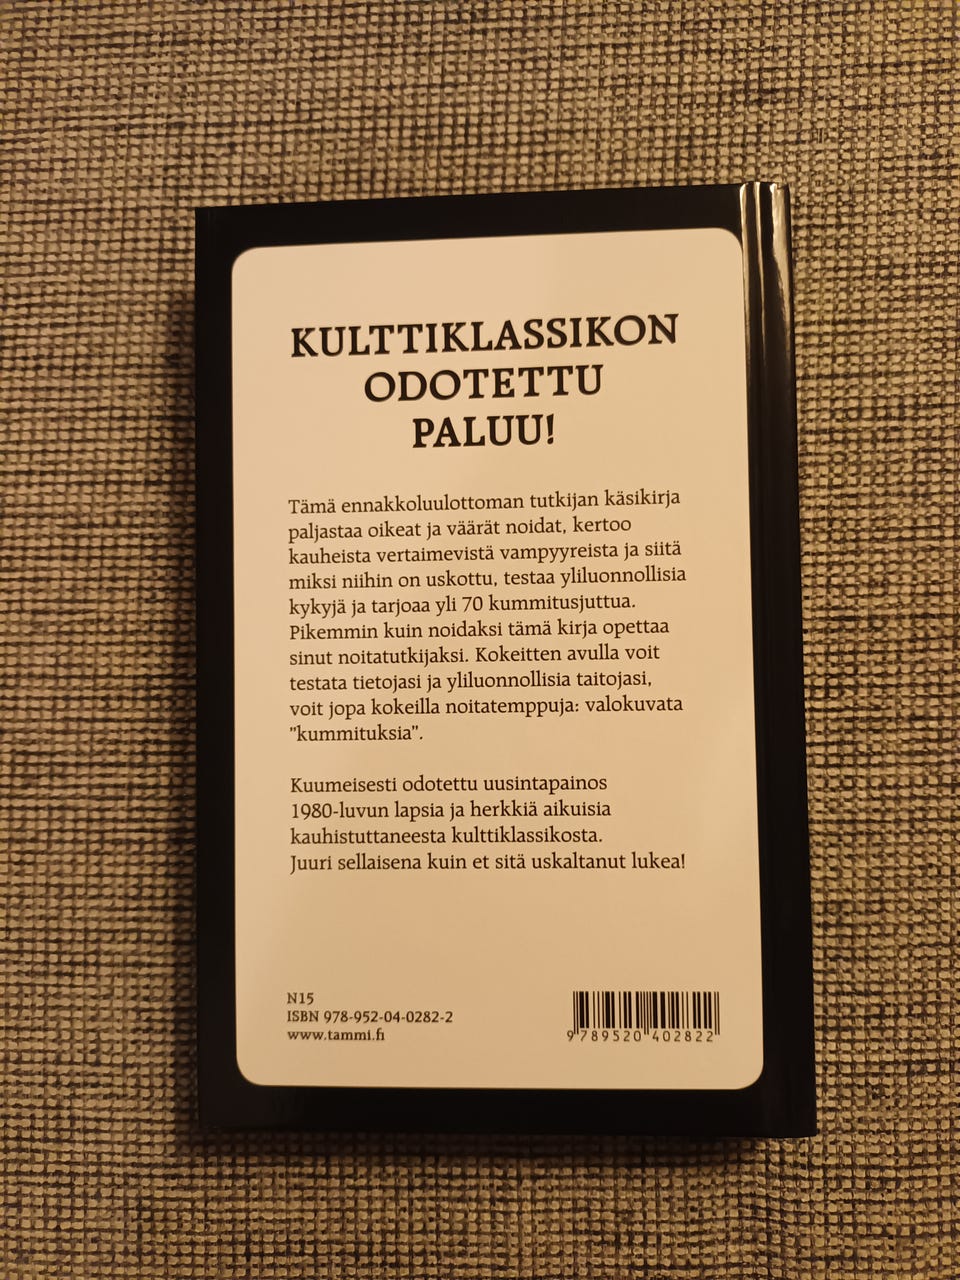 KULTTIKLASSIKON
ODOTETTU
PALUU!
Tämä ennakkoluulottoman tutkijan käsikirja
paljastaa oikeat ja väärät noidat, kertoo
kauheista vertaimevistä vampyyreista ja siitä
miksi niihin on uskottu, testaa yliluonnollisia
kykyjä ja tarjoaa yli 70 kummitusjuttua.
Pikemmin kuin noidaksi tämä kirja opettaa
sinut noitatutkijaksi. Kokeitten avulla voit
testata tietojasi ja yliluonnollisia taitojasi,
voit jopa kokeilla noitatemppuja: valokuvata
"kummituksia".
Kuumeisesti odotettu uusintapainos
1980-luvun lapsia ja herkkiä aikuisia
kauhistuttaneesta kulttiklassikosta.
Juuri sellaisena kuin et sitä uskaltanut lukea!
N15
ISBN 978-952-04-0282-2
www.tammi.fi
9 789520 402822